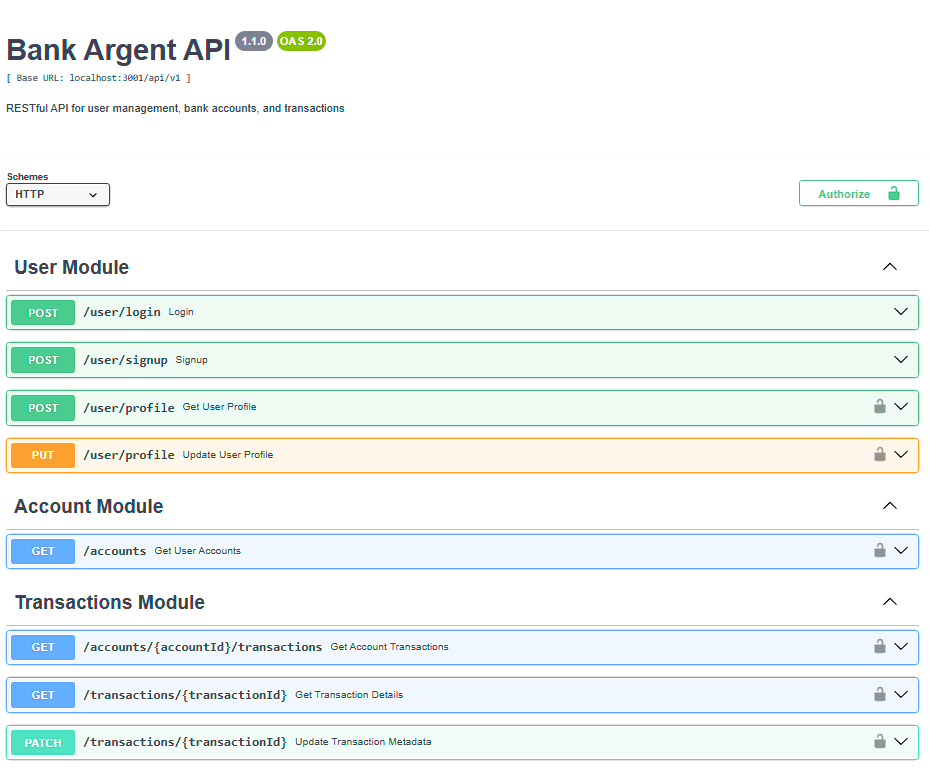 Bank Argent API 1.1.0 OAS 2.0
[ Base URL: localhost:3001/api/v1 ]
RESTful API for user management, bank accounts, and transactions
Schemes
HTTP
Authorize
User Module
POST /user/login Login
POST /user/signup Signup
POST /user/profile Get User Profile
PUT /user/profile Update User Profile
Account Module
GET /accounts Get User Accounts
Transactions Module
GET /accounts/{accountId}/transactions Get Account Transactions
GET /transactions/{transactionId} Get Transaction Details
PATCH /transactions/{transactionId} Update Transaction Metadata